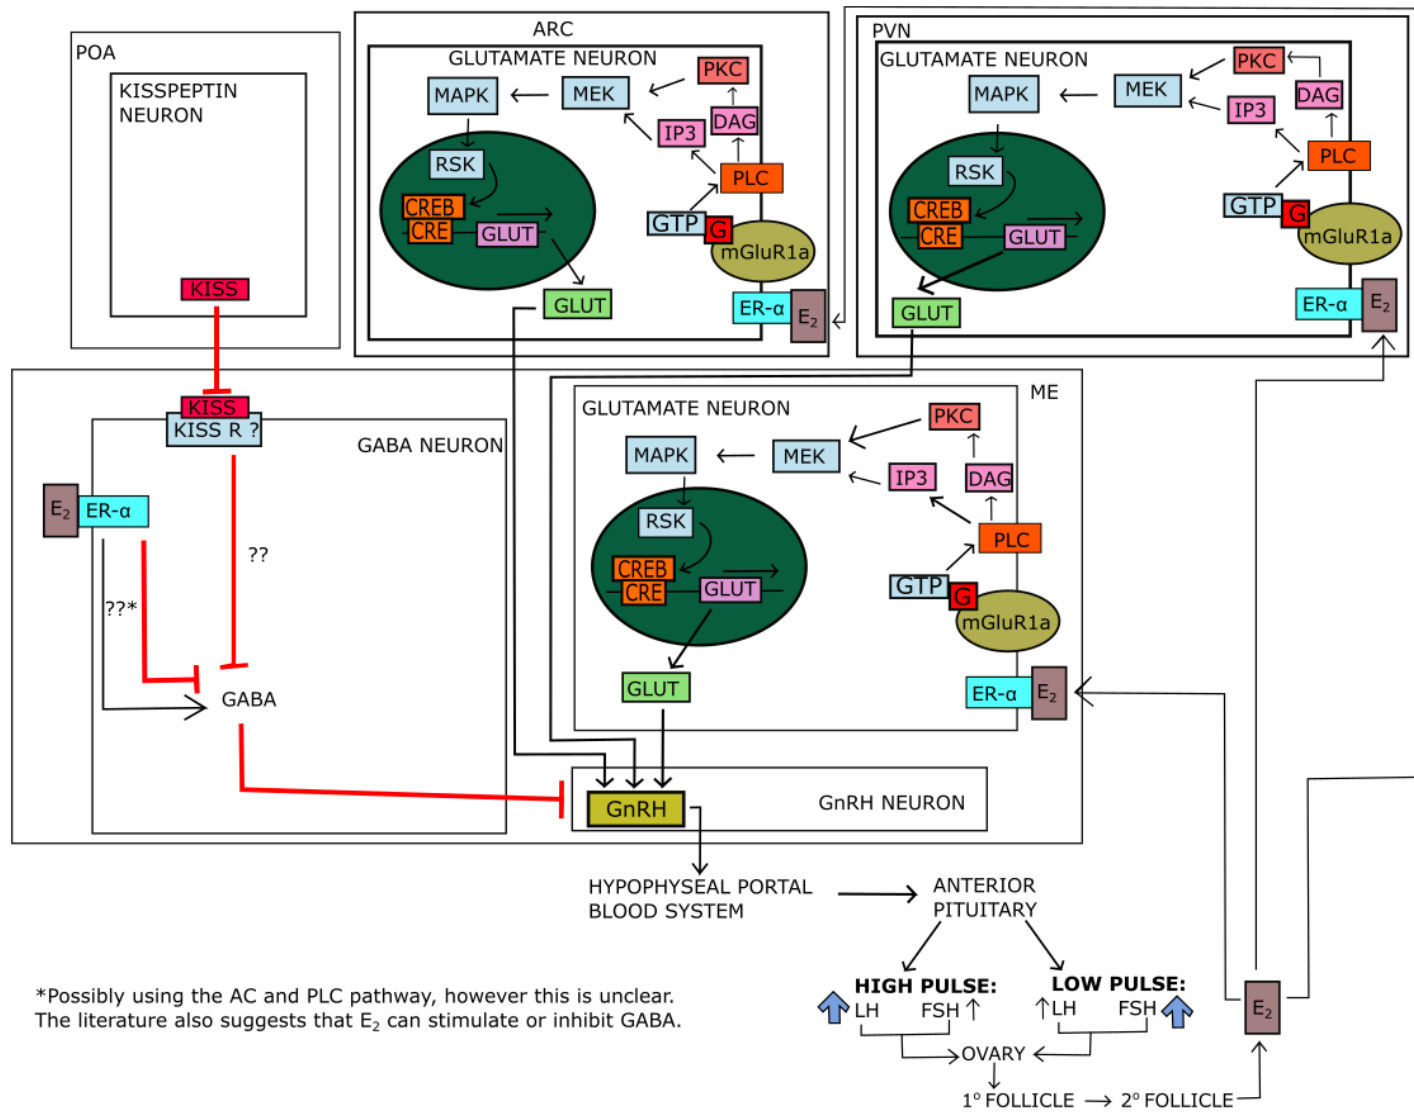 POA
KISSPEPTIN
NEURON
KISS
ARC
GLUTAMATE NEURON
MAPK
MEK
PKC
IP3
DAG
RSK
PLC
CREB
CRE
GLUT
GTP
G
mGluR1a
GLUT
ER-α
E₂
PVN
GLUTAMATE NEURON
MAPK
MEK
PKC
IP3
DAG
RSK
PLC
CREB
CRE
GLUT
GTP
G
mGluR1a
GLUT
ER-α
E₂
KISS
KISS R ?
GABA NEURON
E₂
ER-α
??
??*
GABA
ME
GLUTAMATE NEURON
MAPK
MEK
PKC
IP3
DAG
RSK
PLC
CREB
CRE
GLUT
GTP
G
mGluR1a
GLUT
ER-α
E₂
GnRH
GnRH NEURON
HYPOPHYSEAL PORTAL
BLOOD SYSTEM
ANTERIOR
PITUITARY
HIGH PULSE:
LH FSH
LOW PULSE:
LH FSH
OVARY
1° FOLLICLE
2° FOLLICLE
E₂
*Possibly using the AC and PLC pathway, however this is unclear.
The literature also suggests that E₂ can stimulate or inhibit GABA.